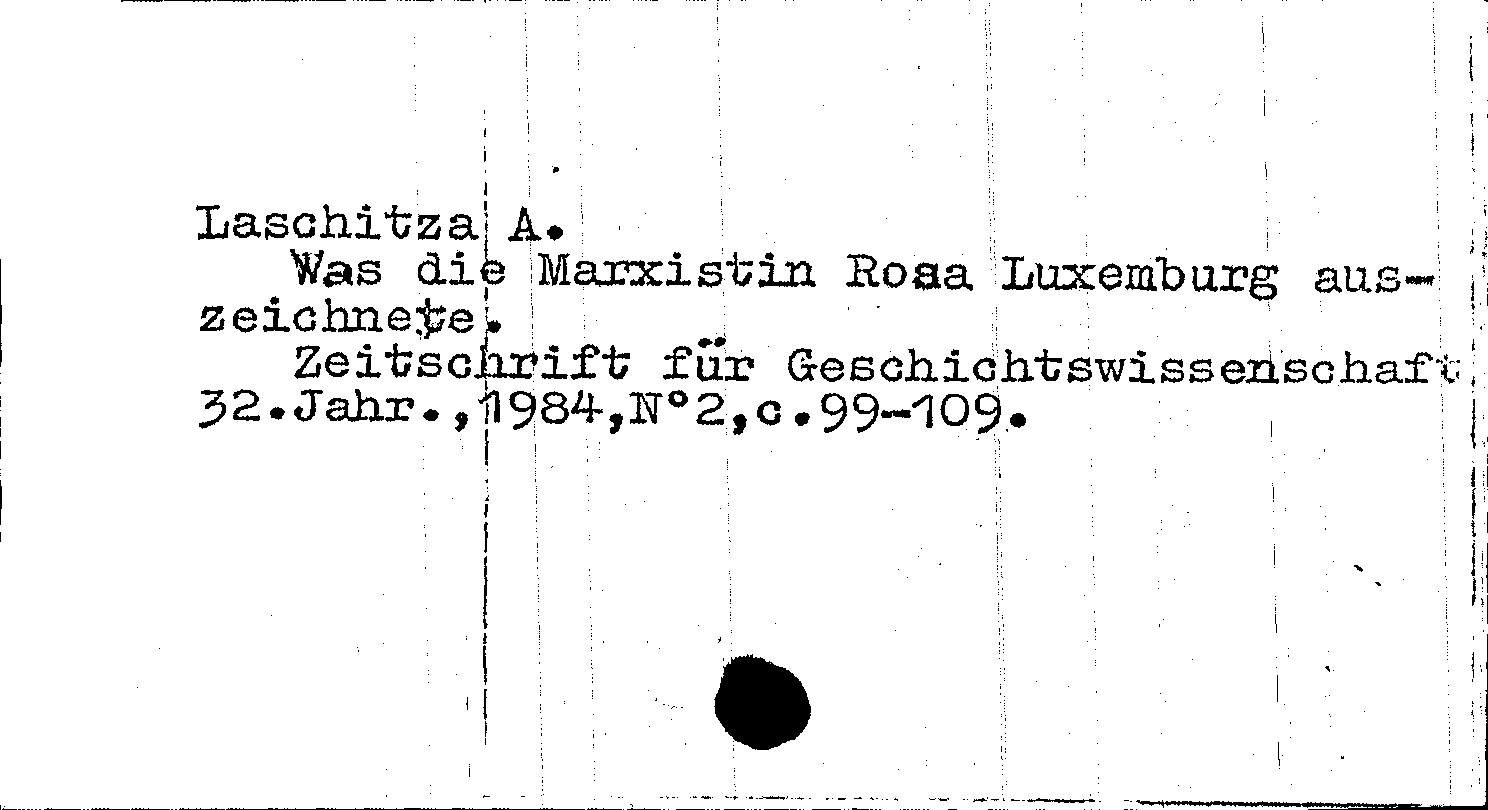 Laschitza A.
Was die Marxistin Rosa Luxemburg aus-
zeichnete.
Zeitschrift für Geschichtswissenschaft
32.Jahr.,1984,N°2,c.99-109.